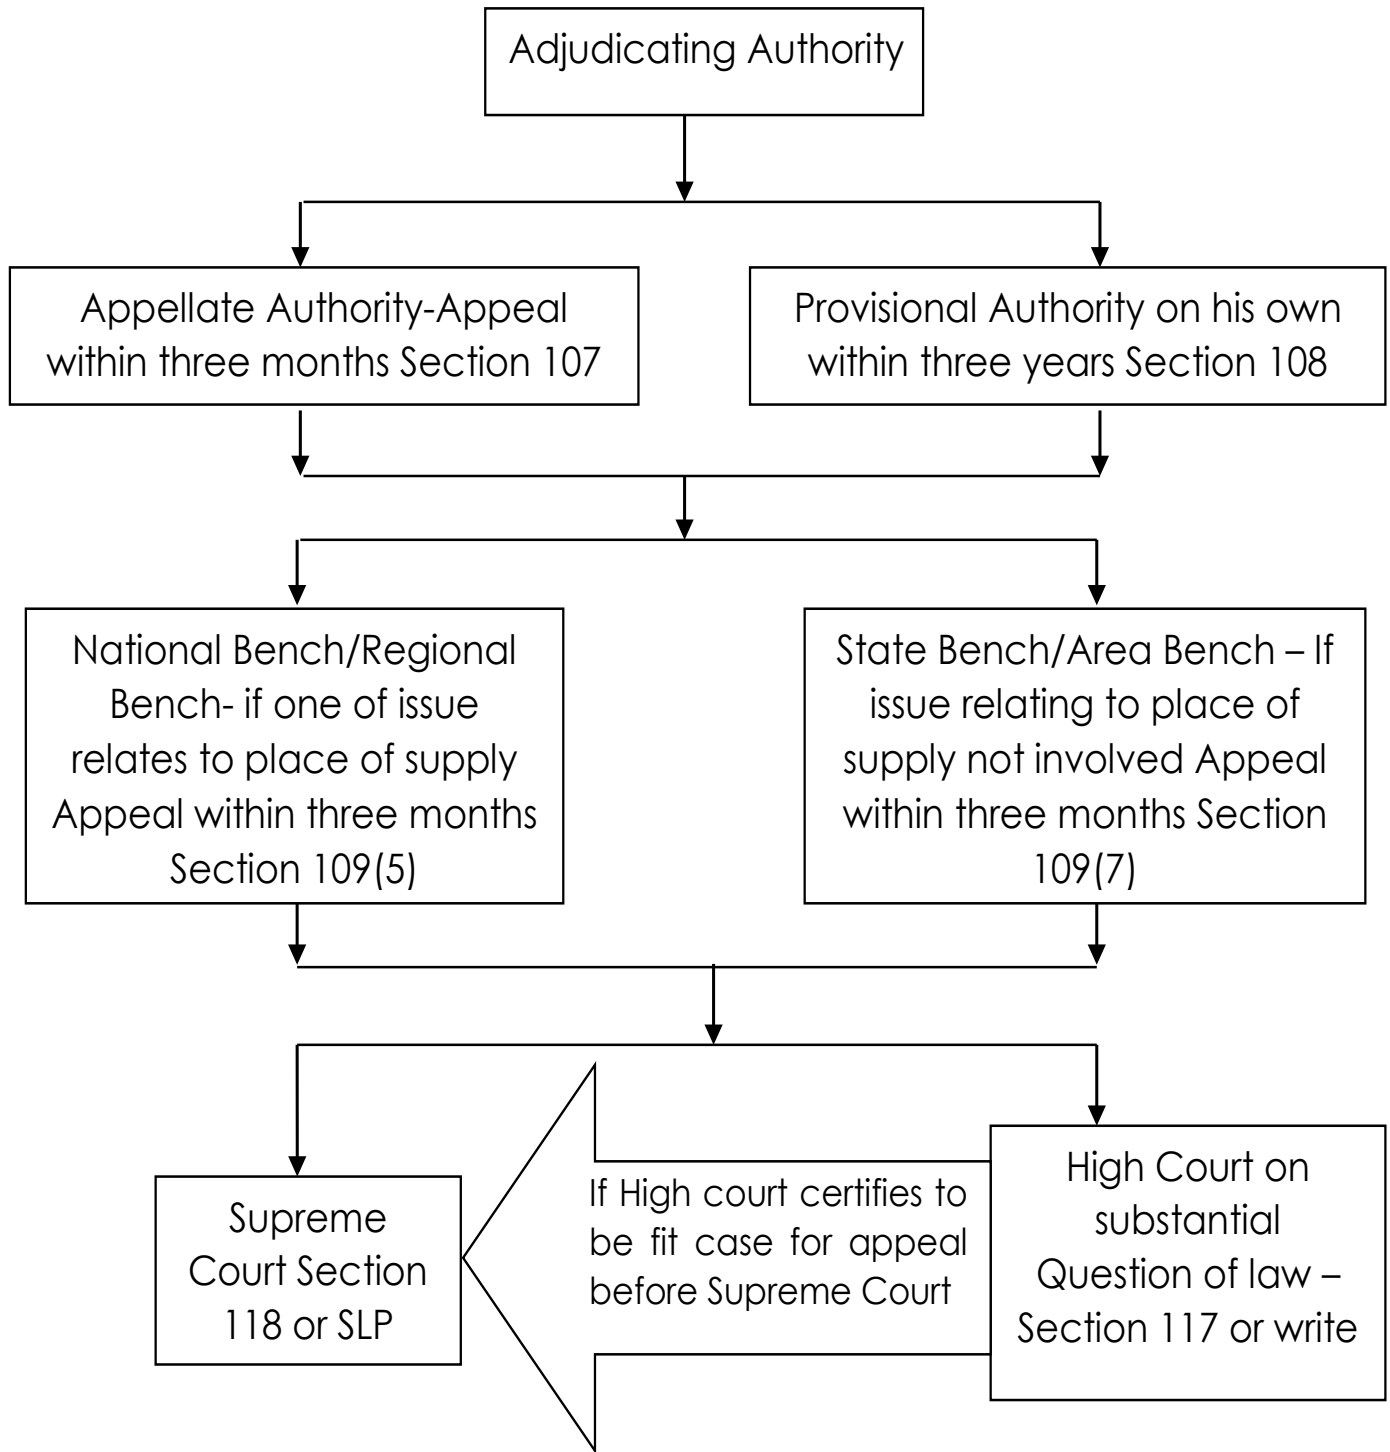 Adjudicating Authority
Appellate Authority-Appeal
within three months Section 107
Provisional Authority on his own
within three years Section 108
National Bench/Regional
Bench- if one of issue
relates to place of supply
Appeal within three months
Section 109(5)
State Bench/Area Bench – If
issue relating to place of
supply not involved Appeal
within three months Section
109(7)
Supreme
Court Section
118 or SLP
If High court certifies to
be fit case for appeal
before Supreme Court
High Court on
substantial
Question of law –
Section 117 or write